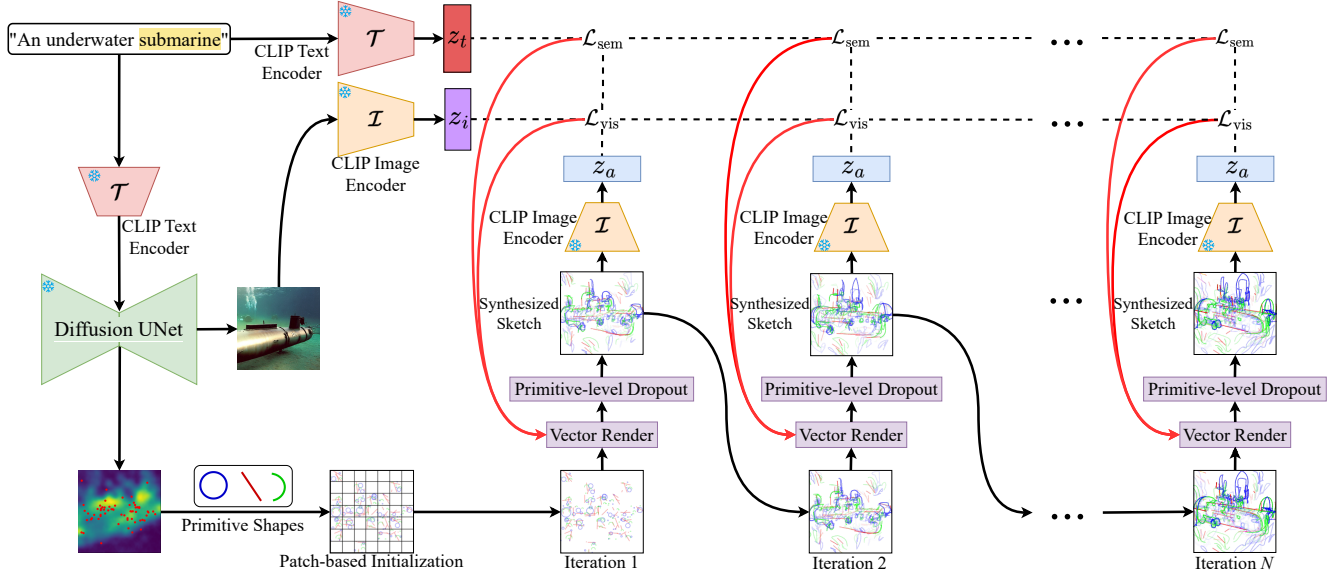 "An underwater submarine"
CLIP Text
Encoder
𝒯
z_t
ℒ_sem
ℒ_sem
...
ℒ_sem
ℐ
z_i
CLIP Image
Encoder
ℒ_vis
ℒ_vis
...
ℒ_vis
𝒯
CLIP Text
Encoder
z_a
z_a
z_a
CLIP Image
Encoder
ℐ
CLIP Image
Encoder
ℐ
CLIP Image
Encoder
ℐ
Diffusion UNet
Synthesized
Sketch
Synthesized
Sketch
...
Synthesized
Sketch
Primitive-level Dropout
Primitive-level Dropout
Primitive-level Dropout
Vector Render
Vector Render
Vector Render
Primitive Shapes
...
Patch-based Initialization
Iteration 1
Iteration 2
Iteration N